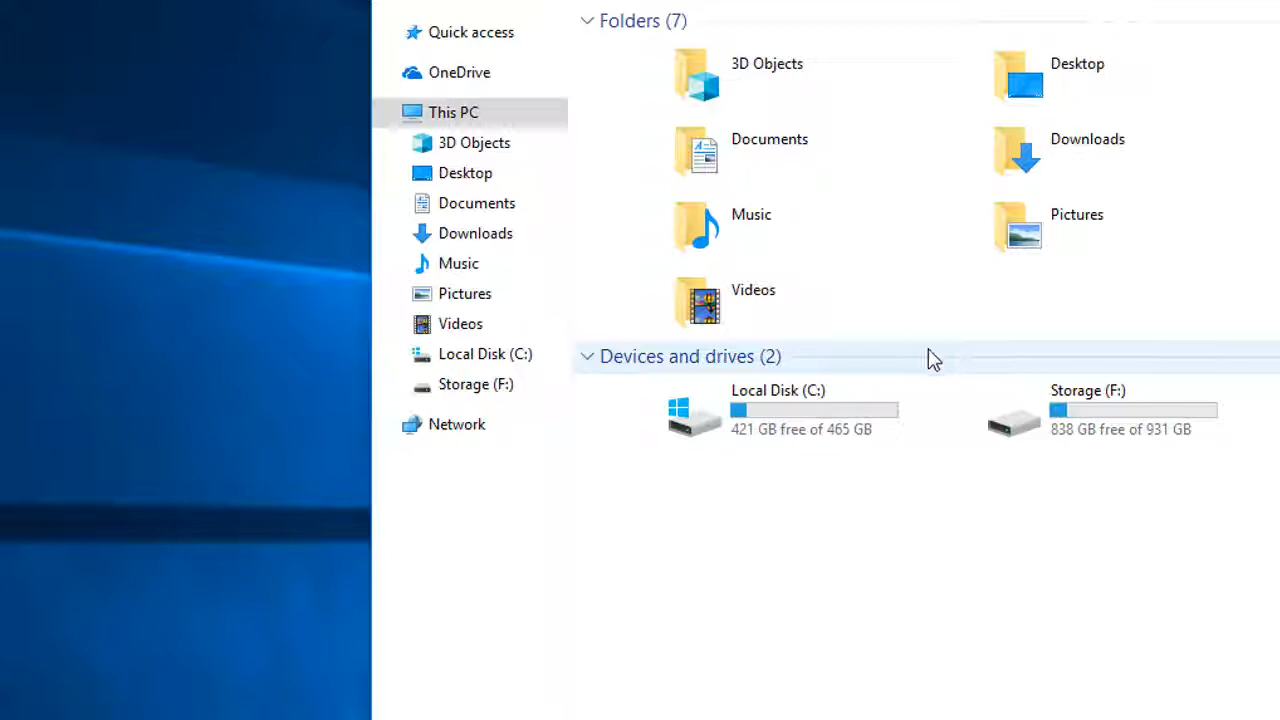 Quick access
OneDrive
This PC
3D Objects
Desktop
Documents
Downloads
Music
Pictures
Videos
Local Disk (C:)
Storage (F:)
Network
Folders (7)
3D Objects
Desktop
Documents
Downloads
Music
Pictures
Videos
Devices and drives (2)
Local Disk (C:)
421 GB free of 465 GB
Storage (F:)
838 GB free of 931 GB